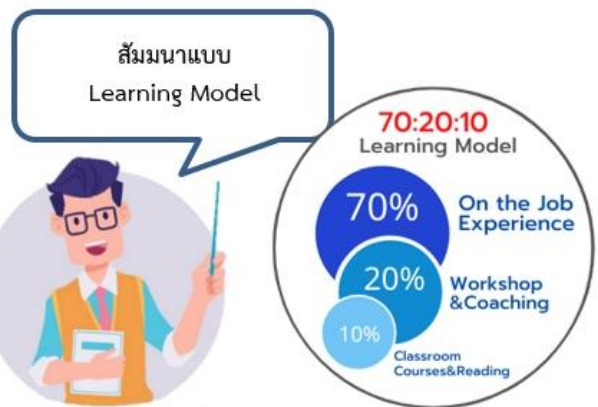 สัมมนาแบบ
Learning Model
70:20:10
Learning Model
70%
On the Job
Experience
20%
Workshop
&Coaching
10%
Classroom
Courses&Reading